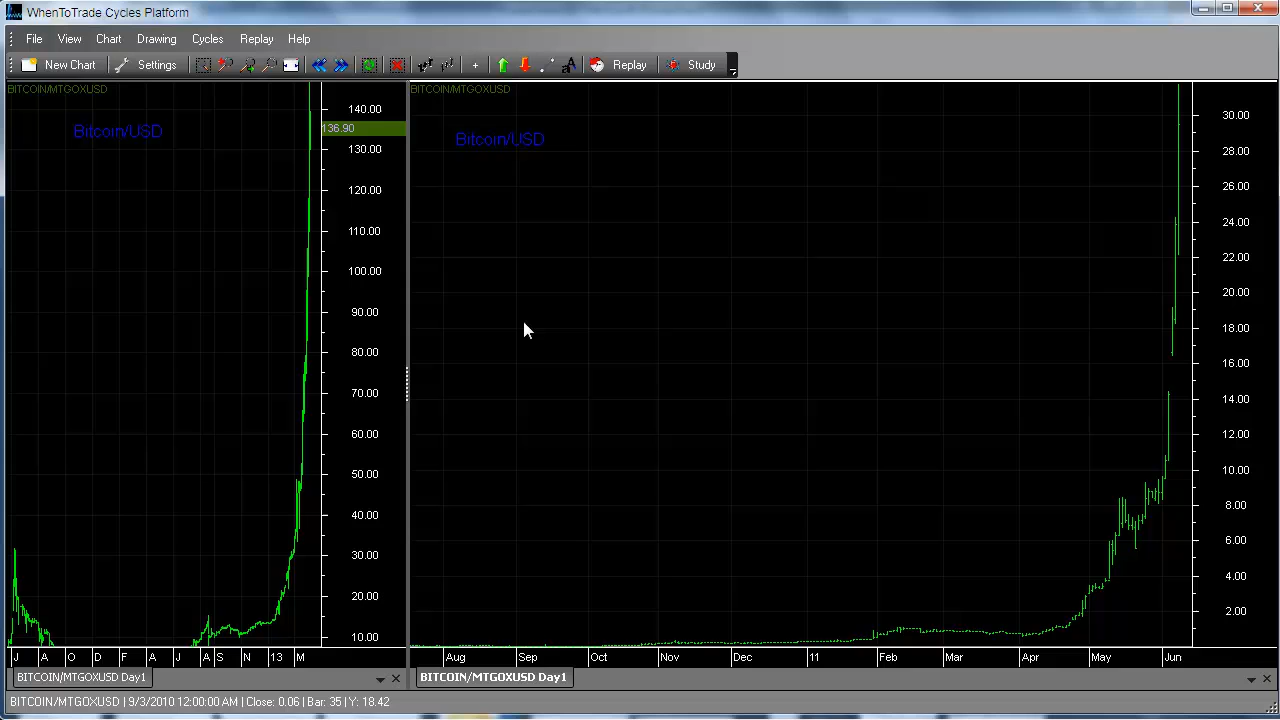 WhenToTrade Cycles Platform
File View Chart Drawing Cycles Replay Help
New Chart Settings + A Replay Study
BITCOIN/MTGOXUSD
Bitcoin/USD
140.00
136.90
130.00
120.00
110.00
100.00
90.00
80.00
70.00
60.00
50.00
40.00
30.00
20.00
10.00
J A O D F A J A S N 13 M
BITCOIN/MTGOXUSD Day1
BITCOIN/MTGOXUSD
Bitcoin/USD
30.00
28.00
26.00
24.00
22.00
20.00
18.00
16.00
14.00
12.00
10.00
8.00
6.00
4.00
2.00
Aug Sep Oct Nov Dec 11 Feb Mar Apr May Jun
BITCOIN/MTGOXUSD Day1
BITCOIN/MTGOXUSD | 9/3/2010 12:00:00 AM | Close: 0.06 | Bar: 35 | Y: 18.42